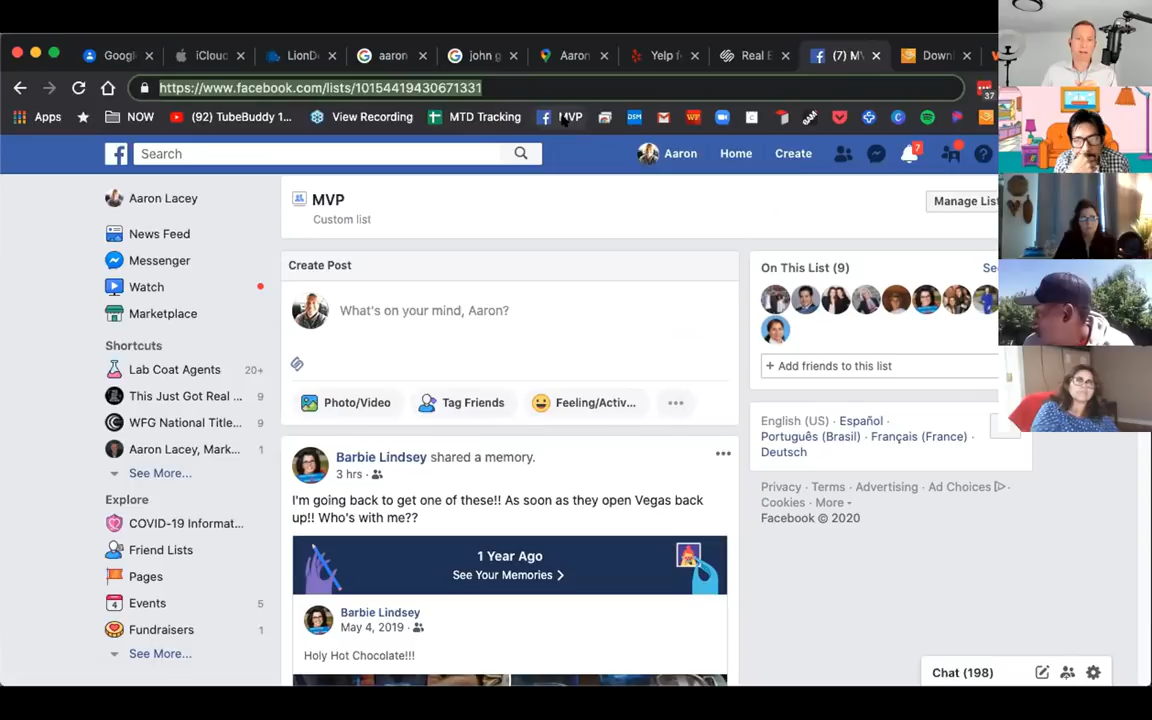 Googl
iCloud
LionDe
aaron
john g
Aaron
Yelp f
Real E
(7) MV
Downl
https://www.facebook.com/lists/10154419430671331
37
Apps
NOW
(92) TubeBuddy 1...
View Recording
MTD Tracking
MVP
DSM
WF
C
Search
Aaron
Home
Create
7
MVP
Custom list
Manage List
Aaron Lacey
News Feed
Messenger
Watch
Marketplace
Shortcuts
Lab Coat Agents 20+
This Just Got Real ... 9
WFG National Title... 9
Aaron Lacey, Mark... 1
See More...
Explore
COVID-19 Informat...
Friend Lists
Pages
Events 5
Fundraisers 1
See More...
Create Post
What's on your mind, Aaron?
Photo/Video
Tag Friends
Feeling/Activ...
Barbie Lindsey shared a memory.
3 hrs ·
I'm going back to get one of these!! As soon as they open Vegas back
up!! Who's with me??
1 Year Ago
See Your Memories
Barbie Lindsey
May 4, 2019 ·
Holy Hot Chocolate!!!
On This List (9)
Se
+ Add friends to this list
English (US) · Español ·
Português (Brasil) · Français (France) ·
Deutsch
Privacy · Terms · Advertising · Ad Choices ·
Cookies · More
Facebook © 2020
Chat (198)